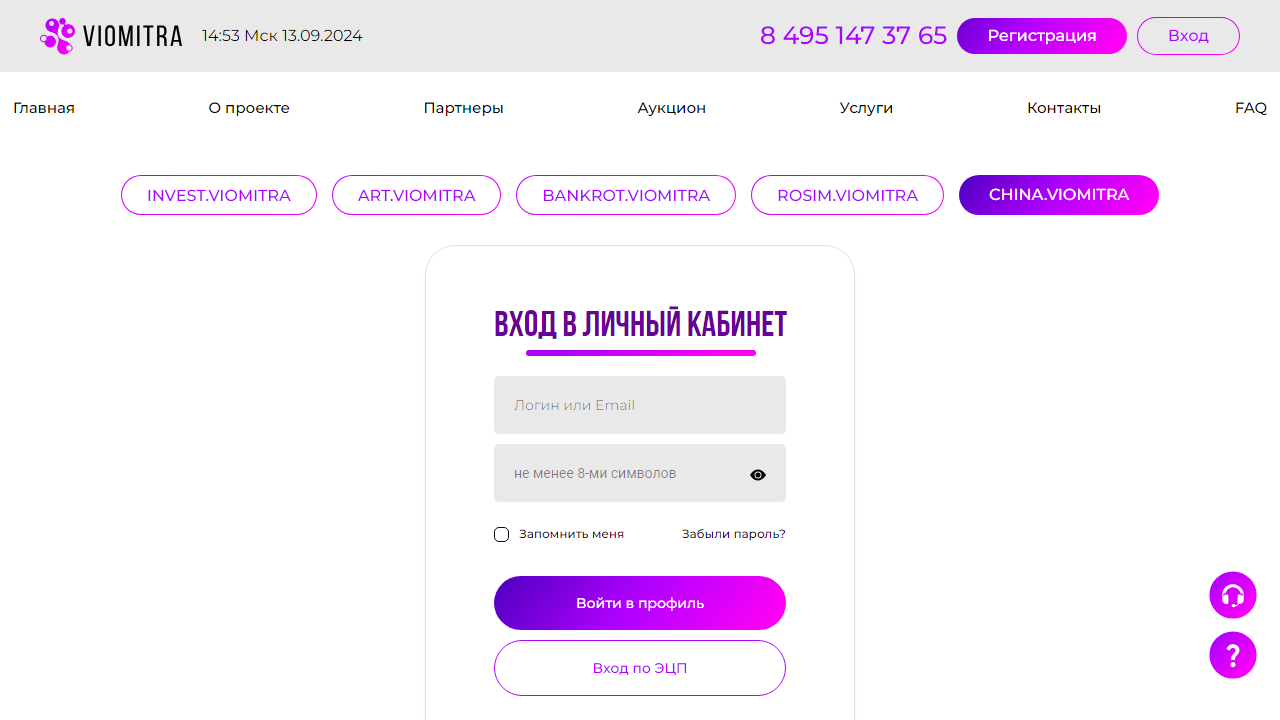 VIOMITRA 14:53 Мск 13.09.2024 8 495 147 37 65 Регистрация Вход
Главная О проекте Партнеры Аукцион Услуги Контакты FAQ
INVEST.VIOMITRA ART.VIOMITRA BANKROT.VIOMITRA ROSIM.VIOMITRA CHINA.VIOMITRA
ВХОД В ЛИЧНЫЙ КАБИНЕТ
Логин или Email
не менее 8-ми символов
Запомнить меня Забыли пароль?
Войти в профиль
Вход по ЭЦП
?